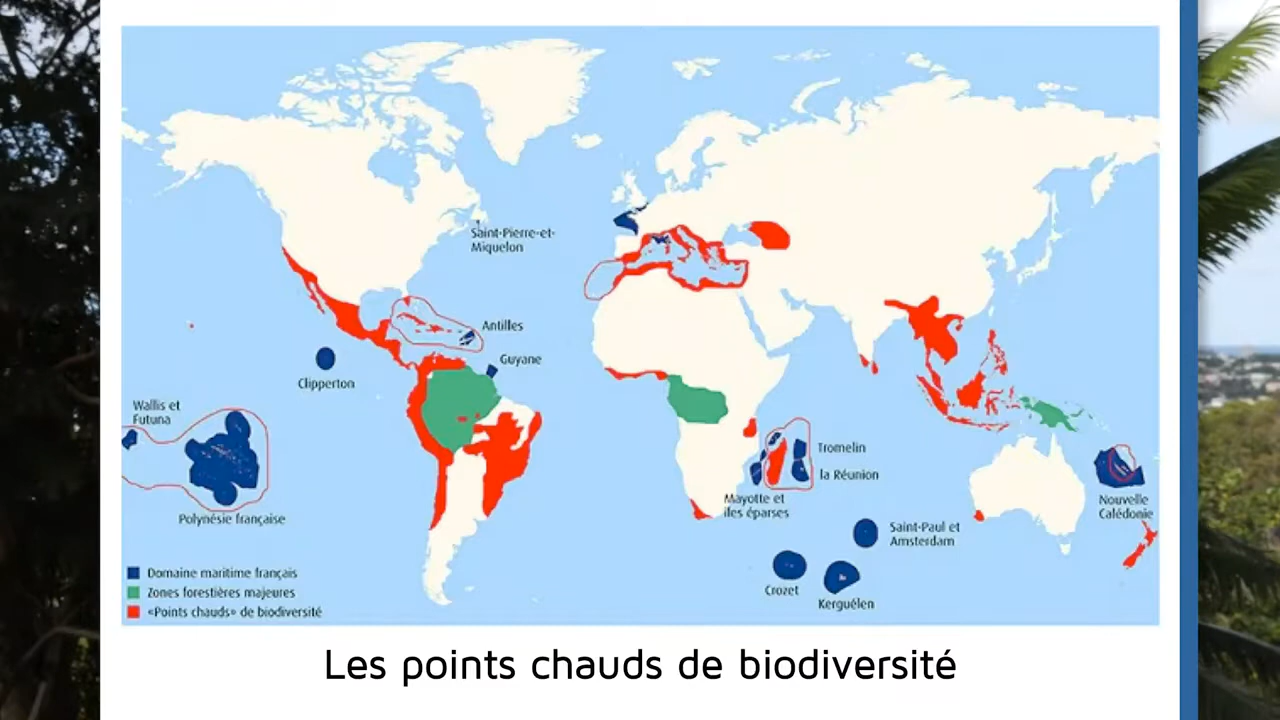 Saint-Pierre-et-
Miquelon
Antilles
Guyane
Clipperton
Wallis et
Futuna
Polynésie française
Tromelin
la Réunion
Mayotte et
îles éparses
Nouvelle
Calédonie
Saint-Paul et
Amsterdam
Crozet
Kerguélen
Domaine maritime français
Zones forestières majeures
«Points chauds» de biodiversité
Les points chauds de biodiversité